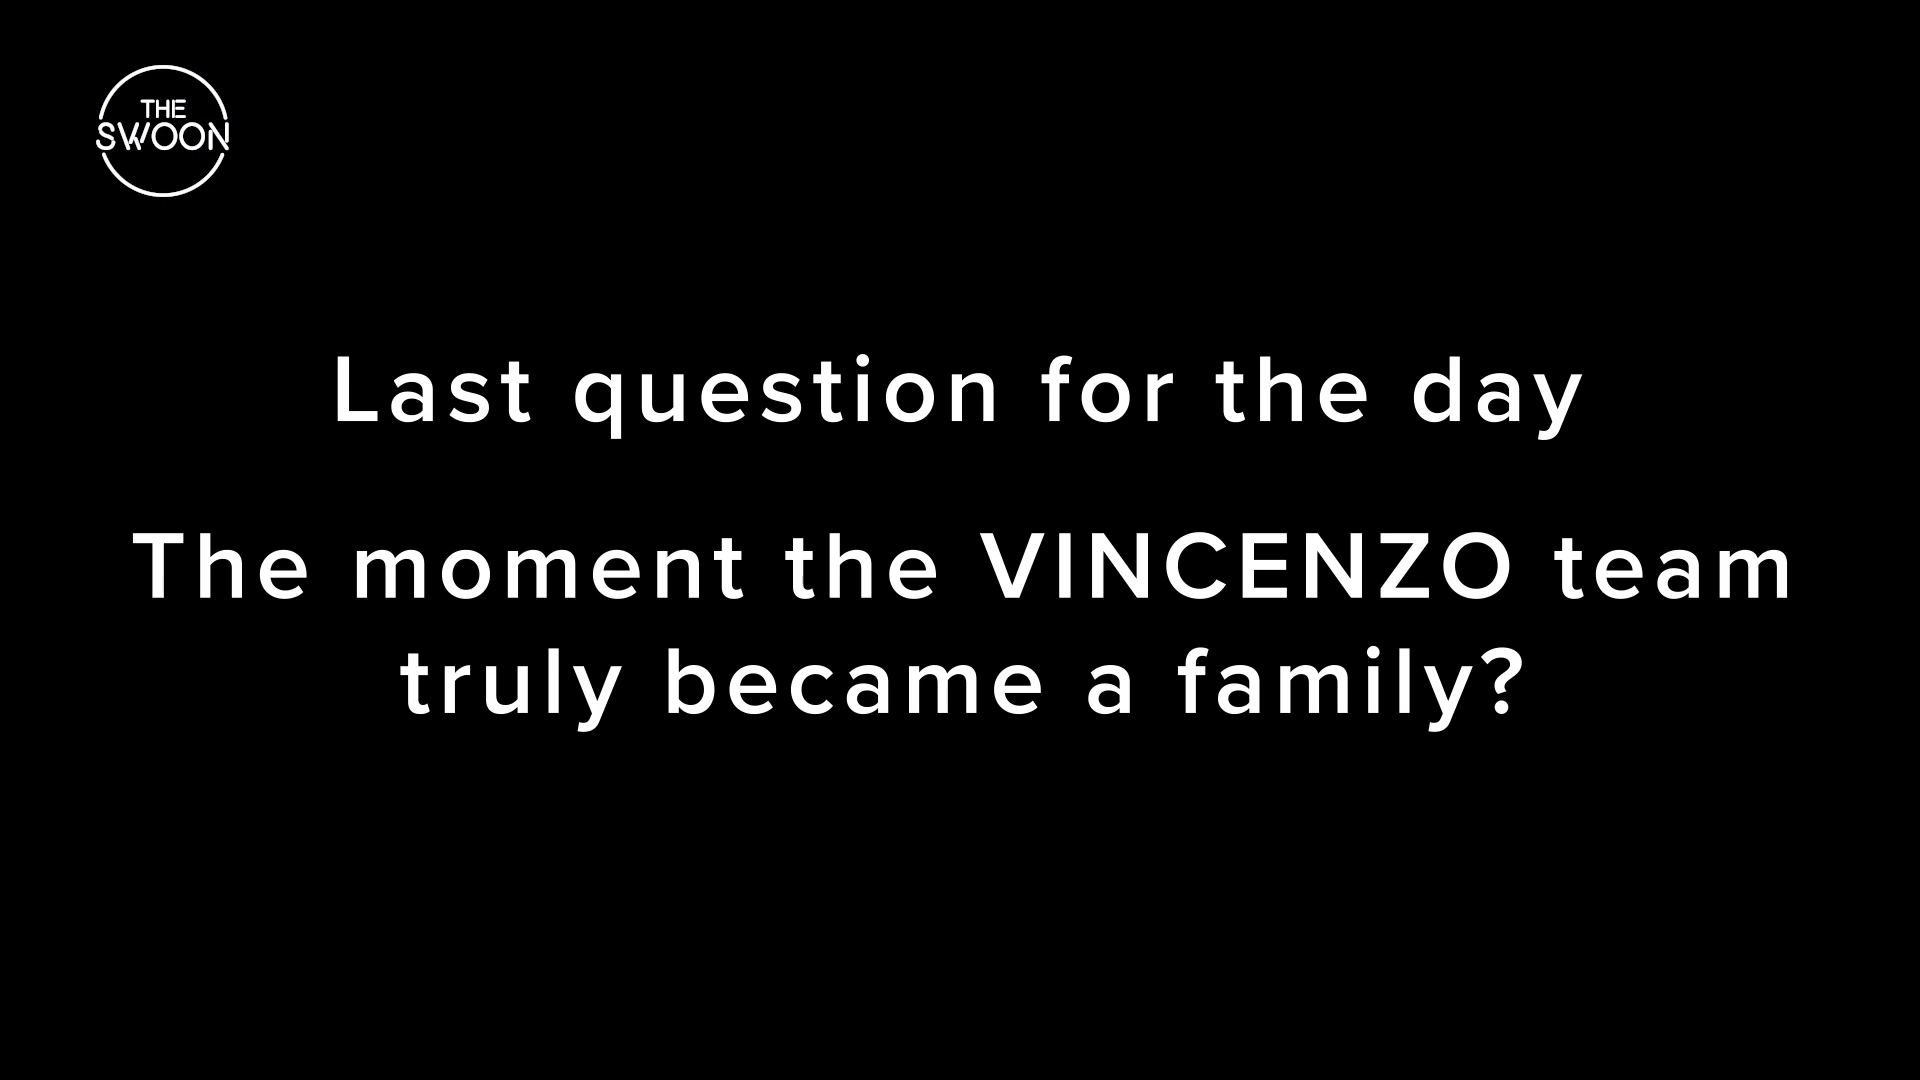 THE
SWOON
Last question for the day
The moment the VINCENZO team
truly became a family?